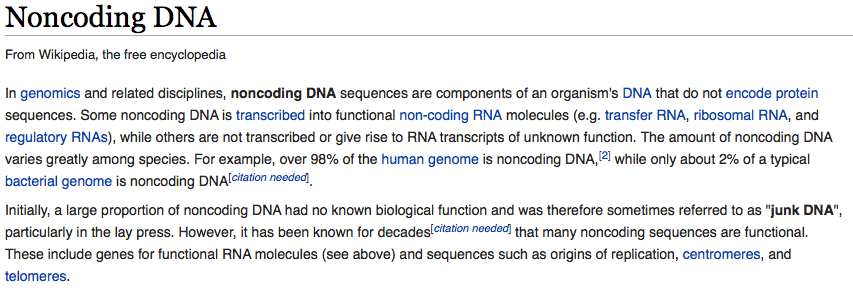 Noncoding DNA
From Wikipedia, the free encyclopedia
In genomics and related disciplines, noncoding DNA sequences are components of an organism's DNA that do not encode protein
sequences. Some noncoding DNA is transcribed into functional non-coding RNA molecules (e.g. transfer RNA, ribosomal RNA, and
regulatory RNAs), while others are not transcribed or give rise to RNA transcripts of unknown function. The amount of noncoding DNA
varies greatly among species. For example, over 98% of the human genome is noncoding DNA,[2] while only about 2% of a typical
bacterial genome is noncoding DNA[citation needed].
Initially, a large proportion of noncoding DNA had no known biological function and was therefore sometimes referred to as "junk DNA",
particularly in the lay press. However, it has been known for decades[citation needed] that many noncoding sequences are functional.
These include genes for functional RNA molecules (see above) and sequences such as origins of replication, centromeres, and
telomeres.